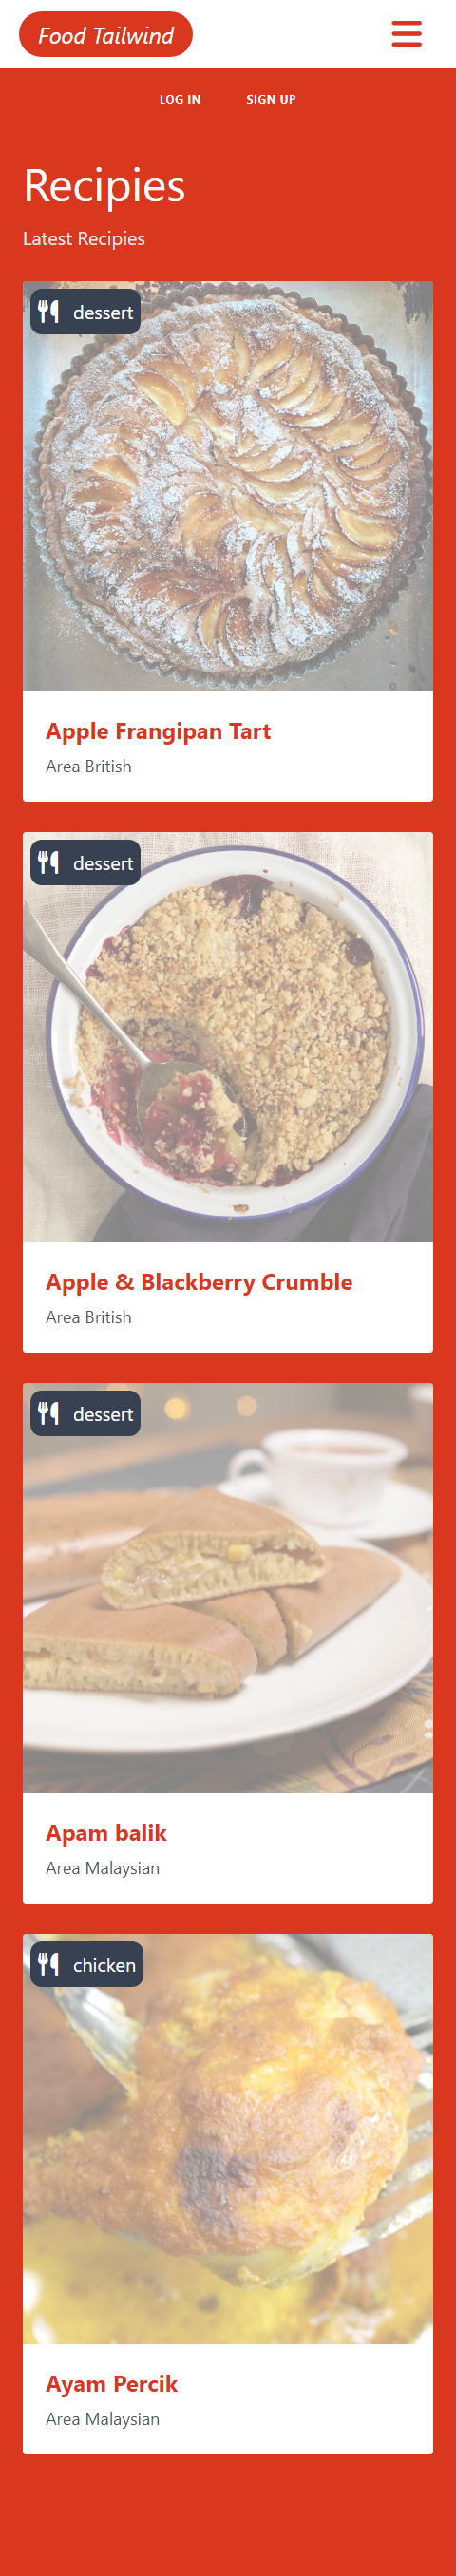 Food Tailwind
LOG IN SIGN UP
Recipies
Latest Recipies
dessert
Apple Frangipan Tart
Area British
dessert
Apple & Blackberry Crumble
Area British
dessert
Apam balik
Area Malaysian
chicken
Ayam Percik
Area Malaysian